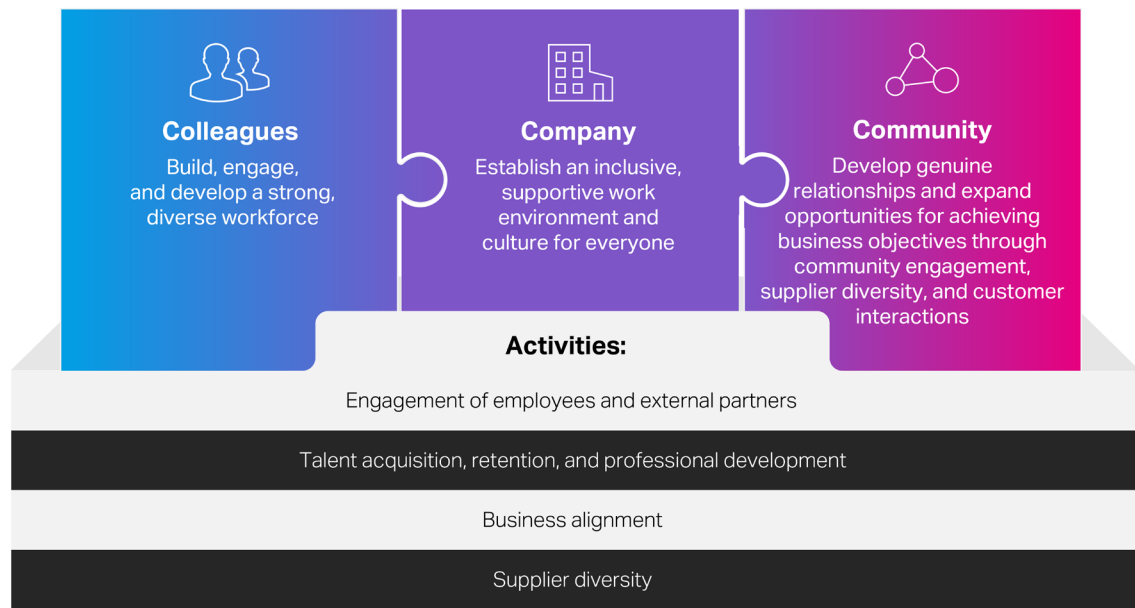 Colleagues
Build, engage,
and develop a strong,
diverse workforce
Company
Establish an inclusive,
supportive work
environment and
culture for everyone
Community
Develop genuine
relationships and expand
opportunities for achieving
business objectives through
community engagement,
supplier diversity, and customer
interactions
Activities:
Engagement of employees and external partners
Talent acquisition, retention, and professional development
Business alignment
Supplier diversity